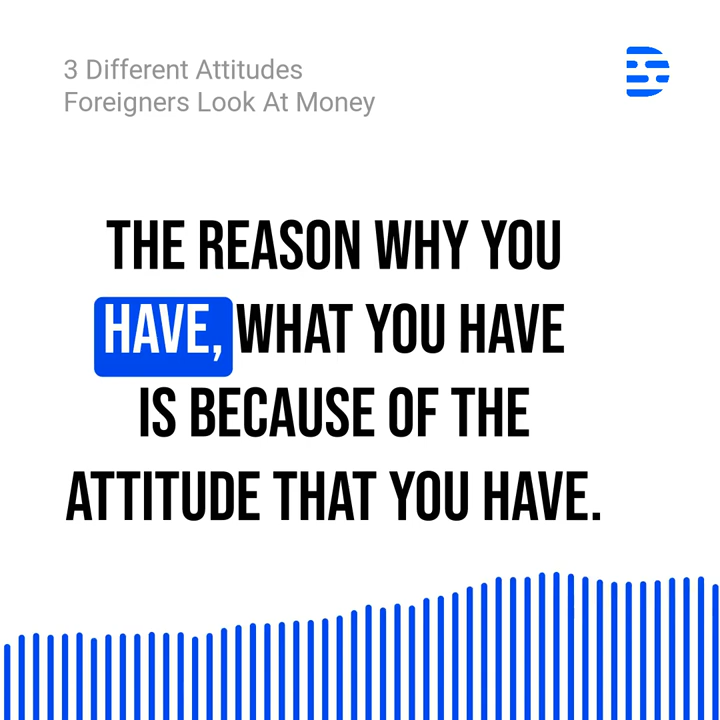 3 Different Attitudes
Foreigners Look At Money
THE REASON WHY YOU
HAVE, WHAT YOU HAVE
IS BECAUSE OF THE
ATTITUDE THAT YOU HAVE.